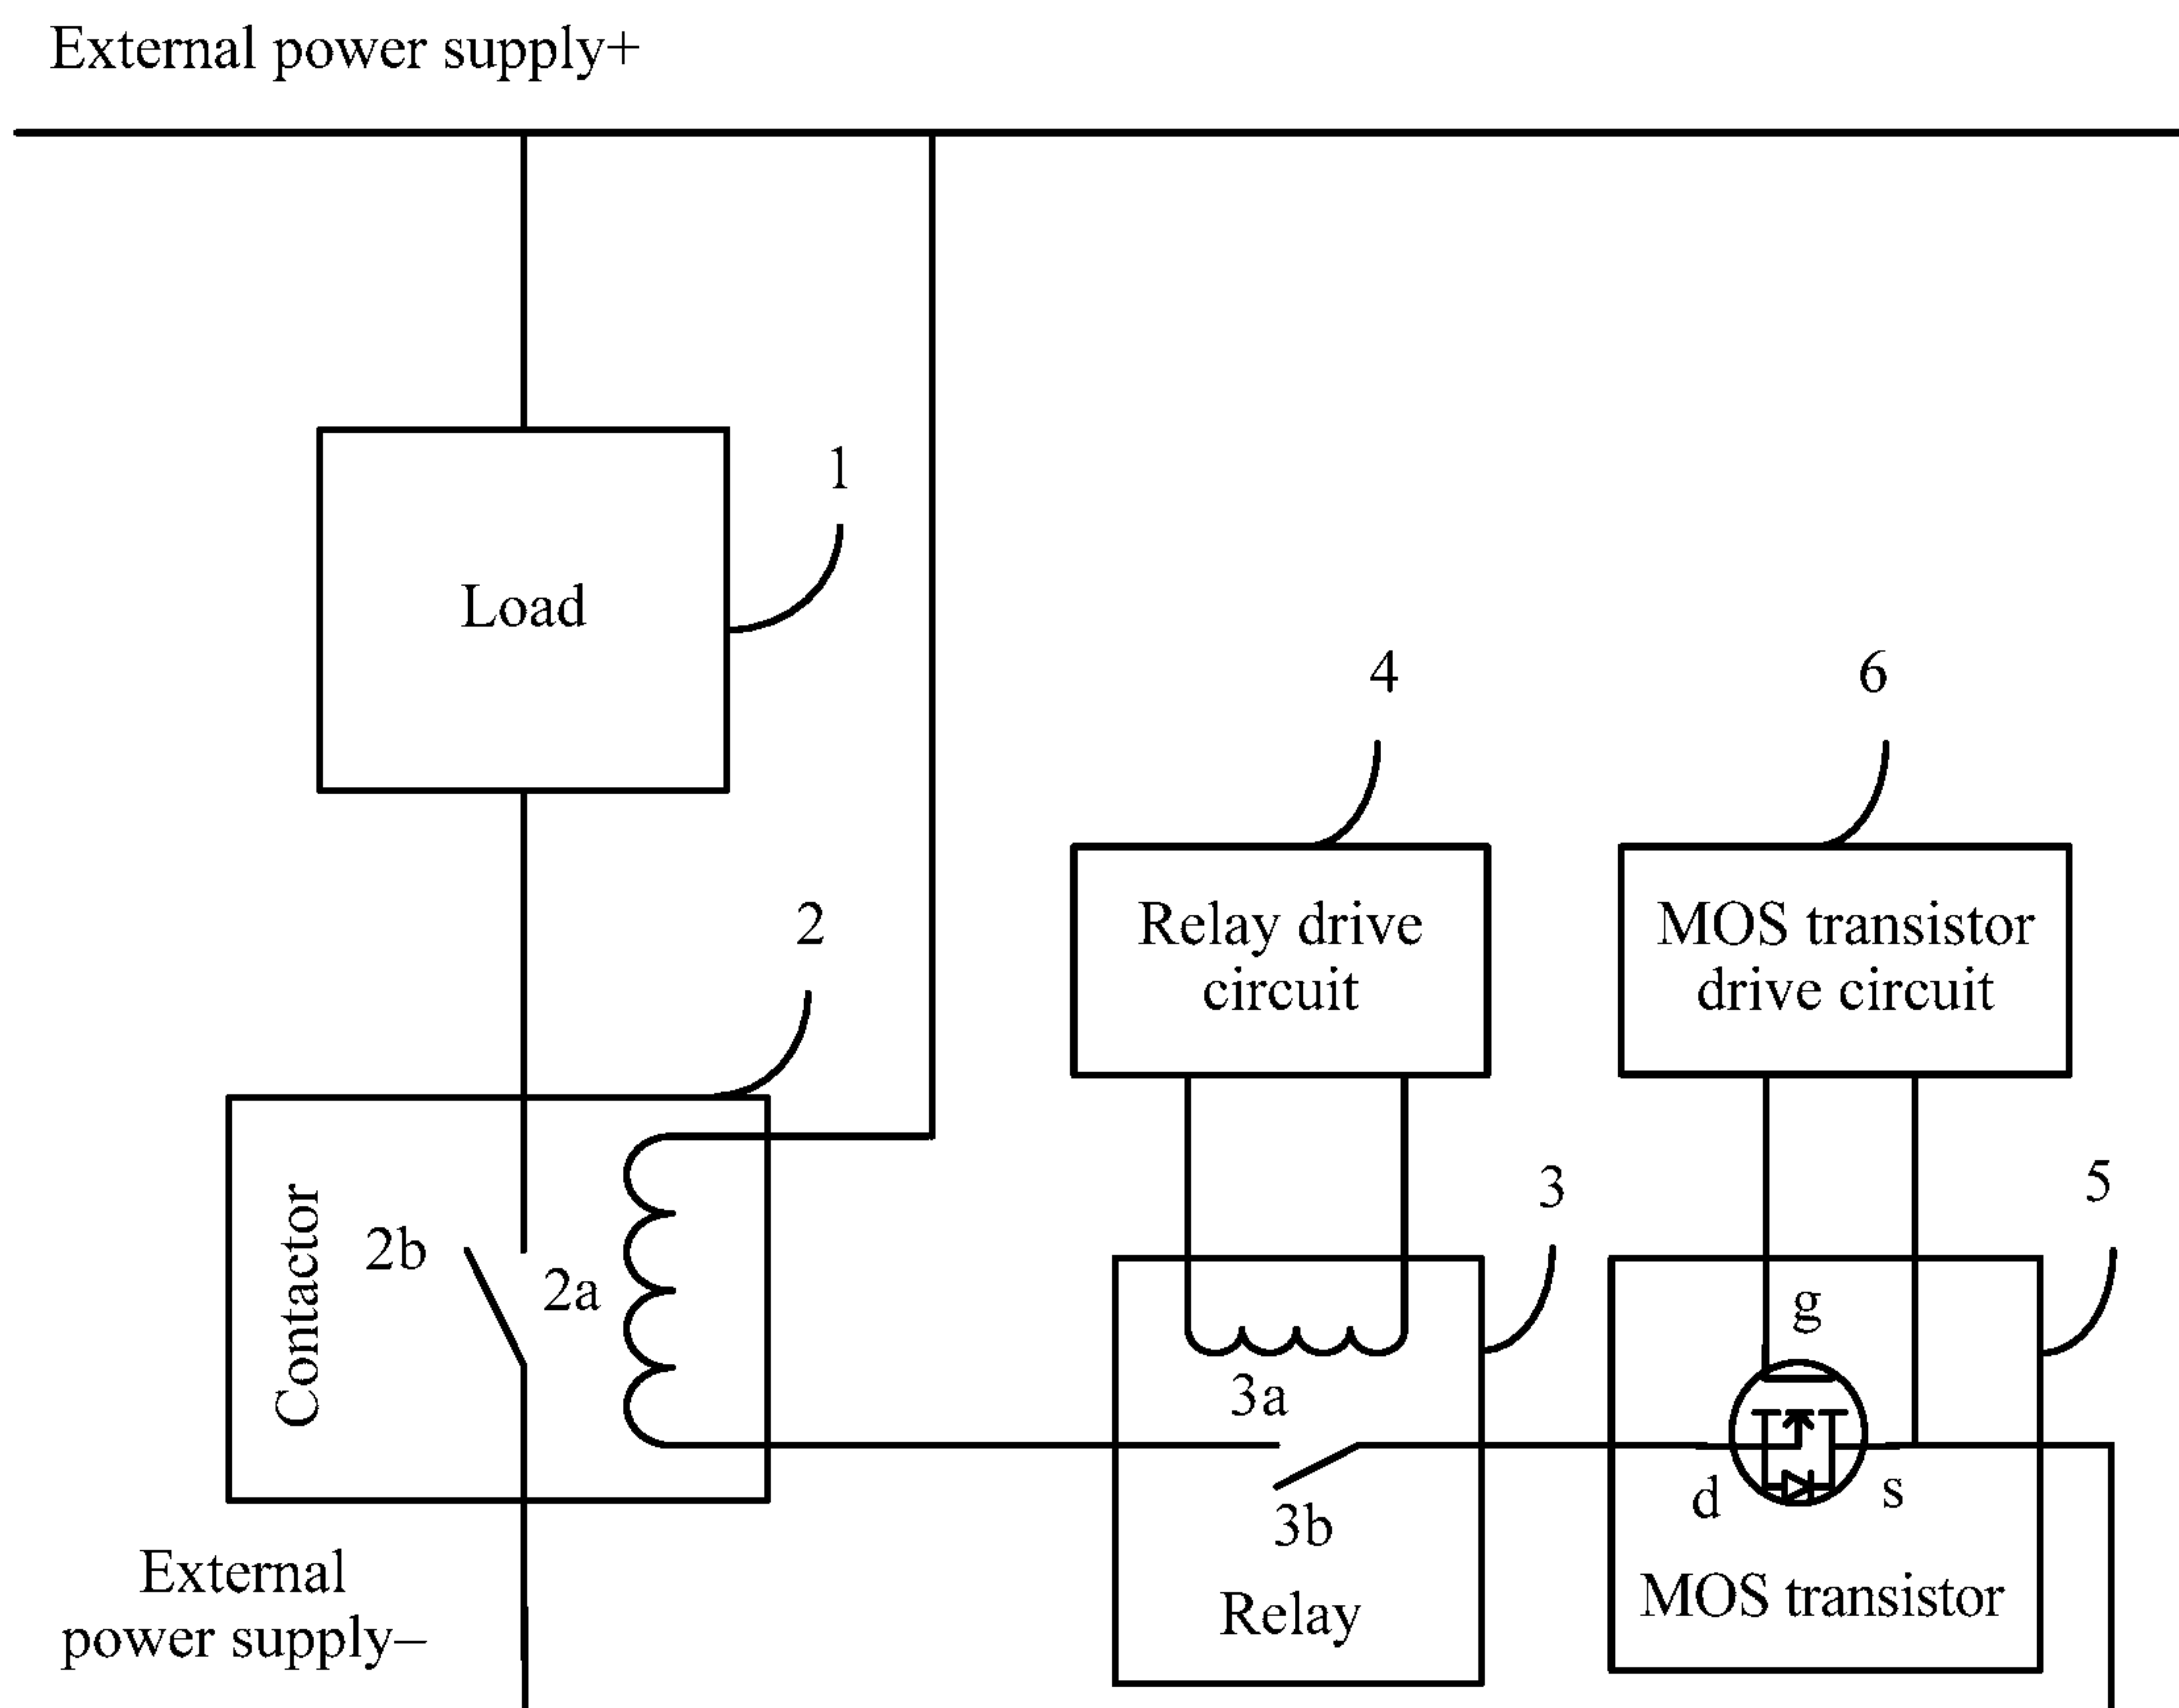 External power supply+
1
Load
4
6
2
Relay drive
circuit
MOS transistor
drive circuit
3
5
Contactor
2b
2a
g
3a
d
s
3b
External
power supply–
Relay
MOS transistor